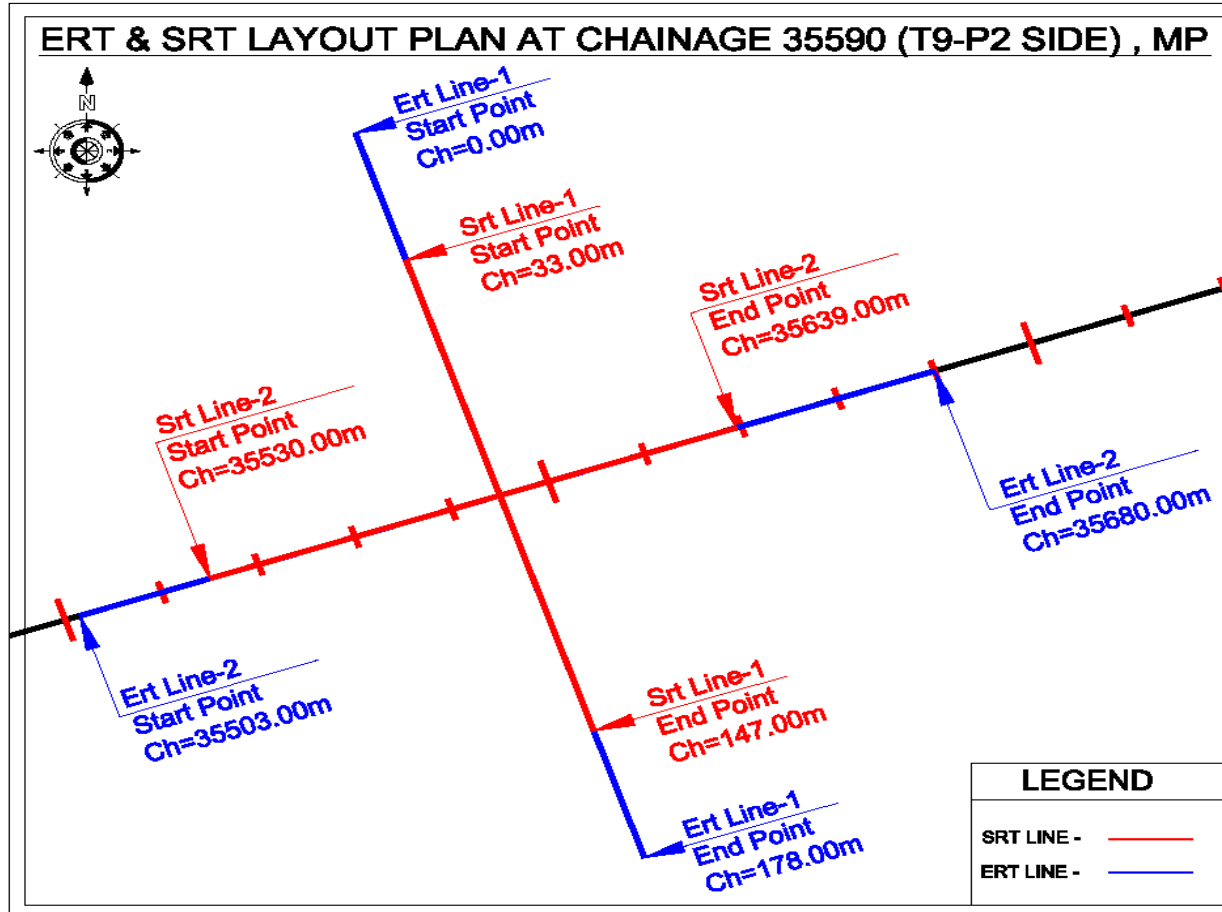 ERT & SRT LAYOUT PLAN AT CHAINAGE 35590 (T9-P2 SIDE) , MP
N
Ert Line-1
Start Point
Ch=0.00m
Srt Line-1
Start Point
Ch=33.00m
Srt Line-2
End Point
Ch=35639.00m
Srt Line-2
Start Point
Ch=35530.00m
Ert Line-2
End Point
Ch=35680.00m
Ert Line-2
Start Point
Ch=35503.00m
Srt Line-1
End Point
Ch=147.00m
Ert Line-1
End Point
Ch=178.00m
LEGEND
SRT LINE -
ERT LINE -